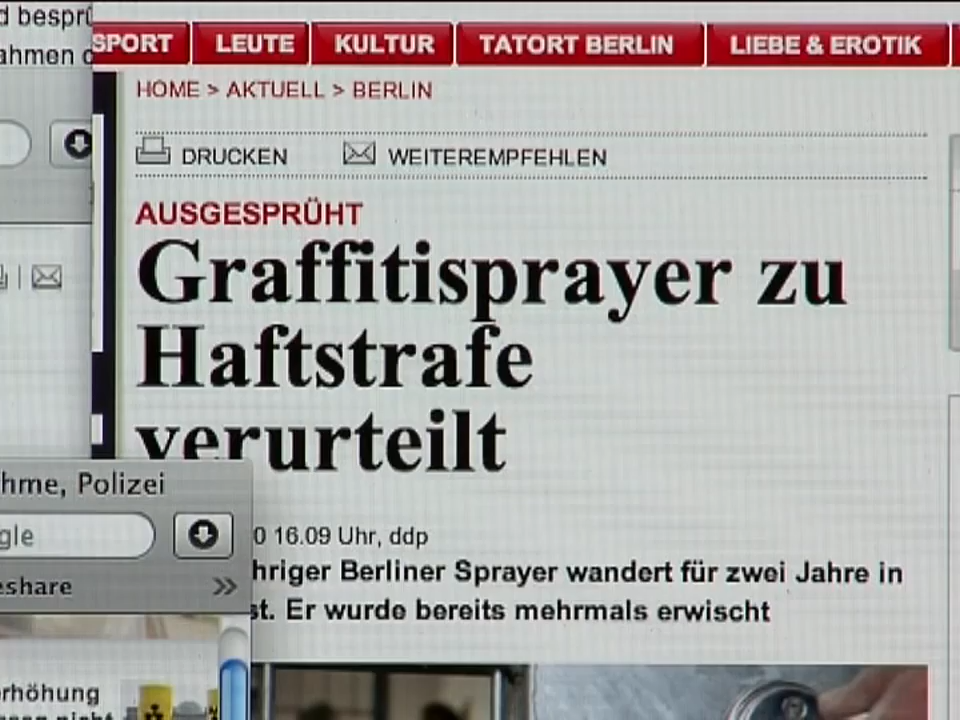 d besprü
ahmen d
SPORT LEUTE KULTUR TATORT BERLIN LIEBE & EROTIK
HOME > AKTUELL > BERLIN
DRUCKEN WEITEREMPFEHLEN
AUSGESPRÜHT
Graffitisprayer zu
Haftstrafe
verurteilt
hme, Polizei
gle
0 16.09 Uhr, ddp
hriger Berliner Sprayer wandert für zwei Jahre in
eshare
st. Er wurde bereits mehrmals erwischt
erhöhung